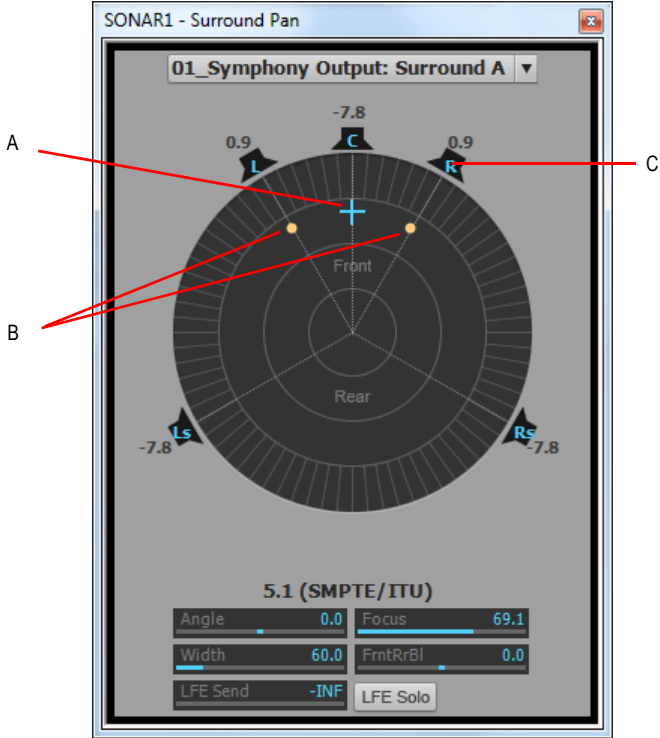 SONAR1 - Surround Pan
01_Symphony Output: Surround A
-7.8
A
0.9
L
C
0.9
R
C
Front
B
Rear
Ls
-7.8
Rs
-7.8
5.1 (SMPTE/ITU)
Angle 0.0 Focus 69.1
Width 60.0 FrntRrBl 0.0
LFE Send -INF LFE Solo